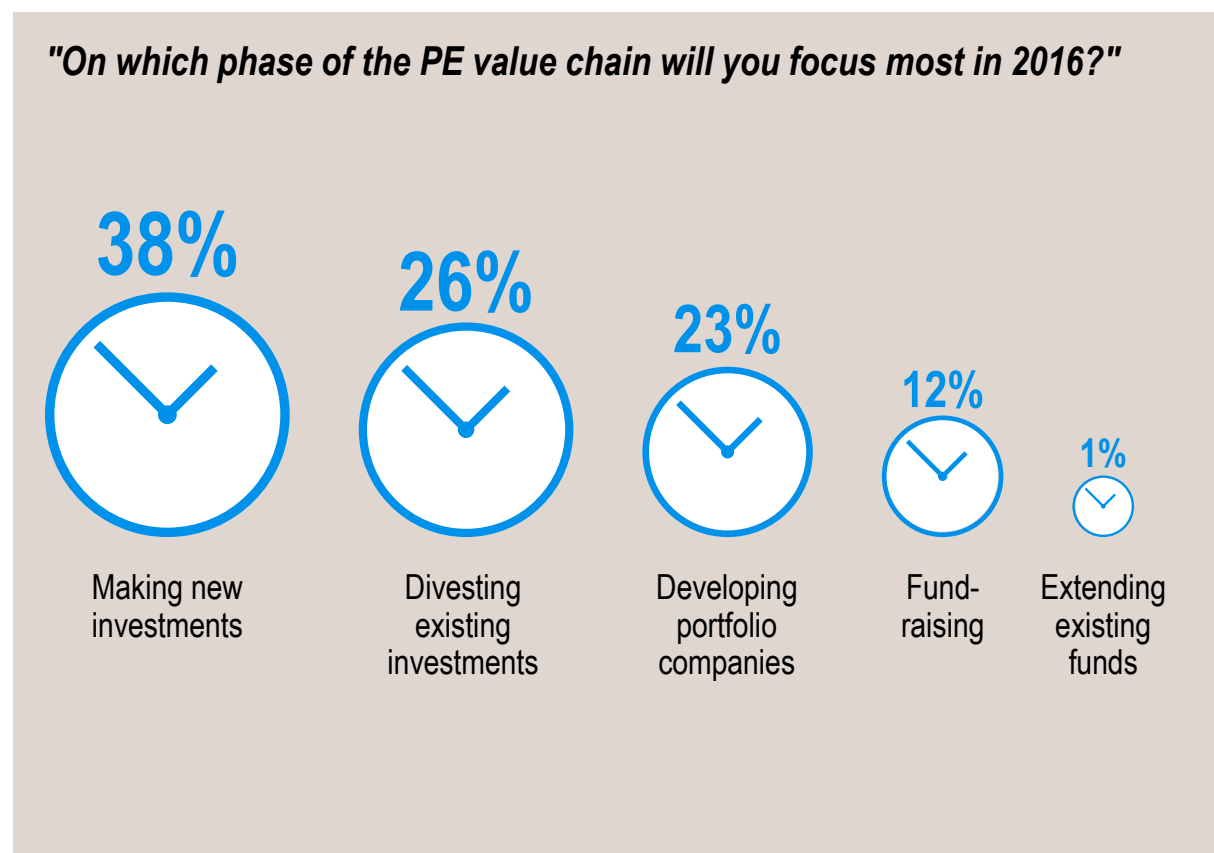 "On which phase of the PE value chain will you focus most in 2016?"
38%
Making new
investments
26%
Divesting
existing
investments
23%
Developing
portfolio
companies
12%
Fund-
raising
1%
Extending
existing
funds